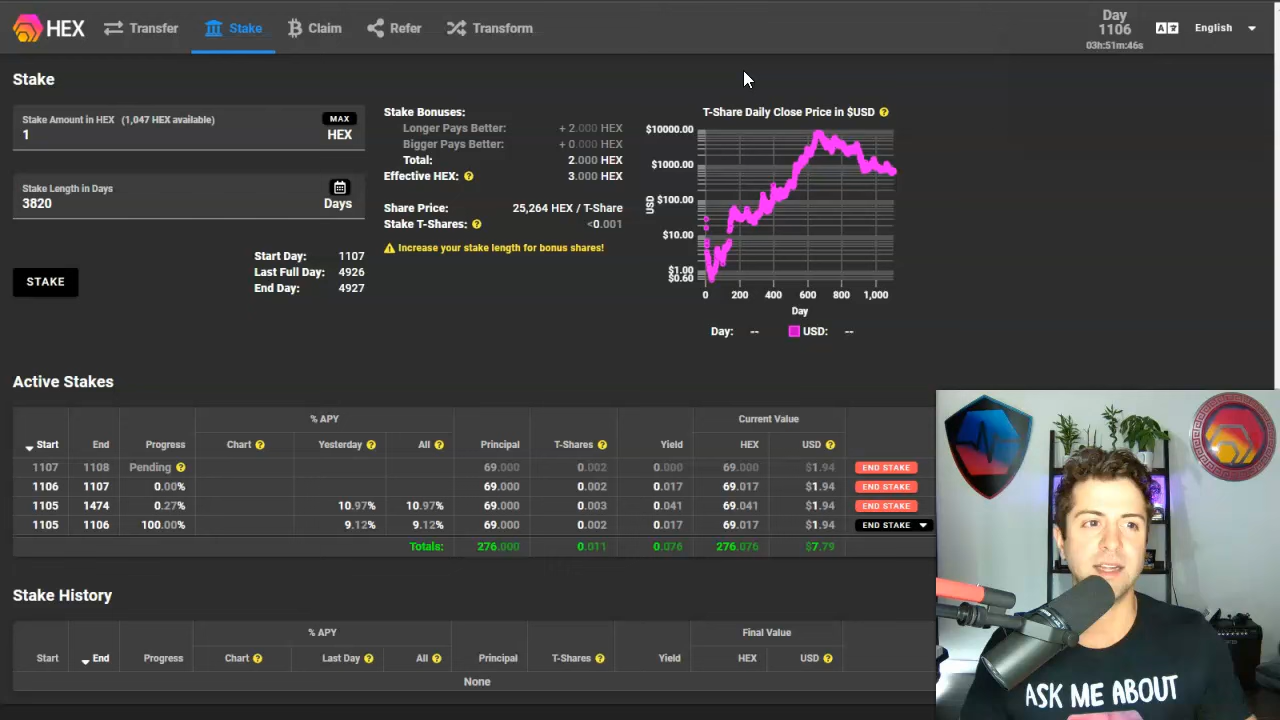 HEX Transfer Stake Claim Refer Transform Day 1106 03h:51m:46s English
Stake
Stake Amount in HEX (1,047 HEX available) MAX
1 HEX
Stake Length in Days
3820 Days
Start Day: 1107
Last Full Day: 4926
End Day: 4927
STAKE
Stake Bonuses:
Longer Pays Better: + 2.000 HEX
Bigger Pays Better: + 0.000 HEX
Total: 2.000 HEX
Effective HEX: ? 3.000 HEX
Share Price: 25,264 HEX / T-Share
Stake T-Shares: ? <0.001
Increase your stake length for bonus shares!
T-Share Daily Close Price in $USD ?
$10000.00
$1000.00
$100.00
$10.00
$1.00
$0.60
USD
0 200 400 600 800 1,000
Day
Day: -- USD: --
Active Stakes
% APY Current Value
Start End Progress Chart ? Yesterday ? All ? Principal T-Shares ? Yield HEX USD ?
1107 1108 Pending ? 69.000 0.002 0.000 69.000 $1.94 END STAKE
1106 1107 0.00% 69.000 0.002 0.017 69.017 $1.94 END STAKE
1105 1474 0.27% 10.97% 10.97% 69.000 0.003 0.041 69.041 $1.94 END STAKE
1105 1106 100.00% 9.12% 9.12% 69.000 0.002 0.017 69.017 $1.94 END STAKE
Totals: 276.000 0.011 0.076 276.076 $7.79
Stake History
% APY Final Value
Start End Progress Chart ? Last Day ? All ? Principal T-Shares ? Yield HEX USD ?
None
ASK ME ABOUT